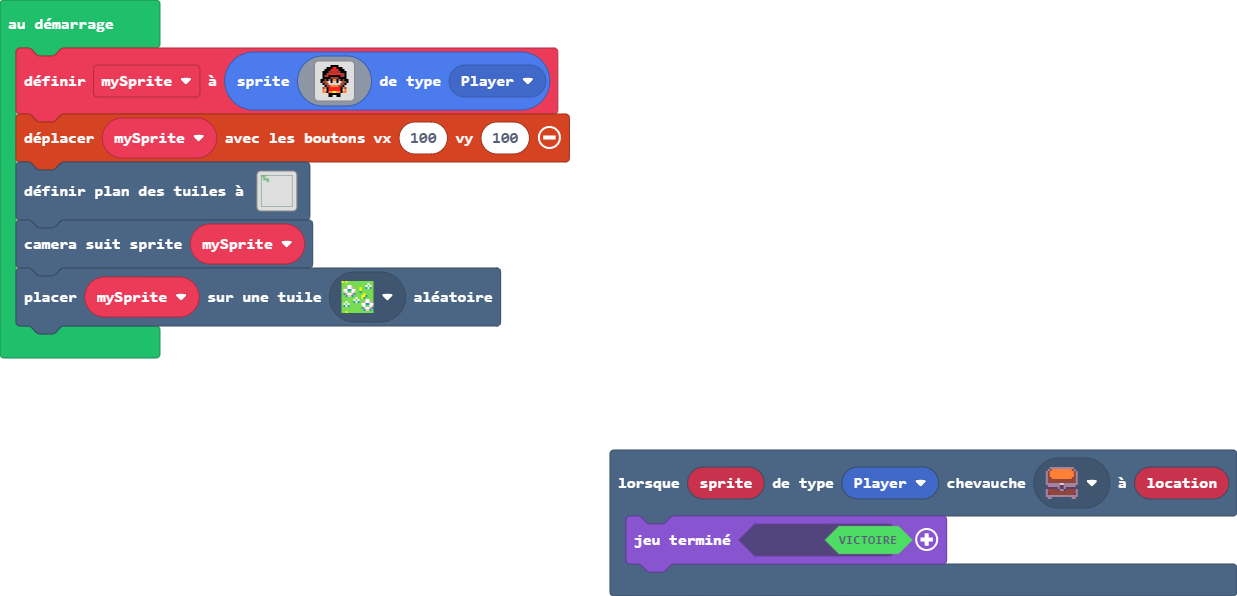 au démarrage
définir mySprite à sprite de type Player
déplacer mySprite avec les boutons vx 100 vy 100
définir plan des tuiles à
camera suit sprite mySprite
placer mySprite sur une tuile aléatoire
lorsque sprite de type Player chevauche à location
jeu terminé VICTOIRE